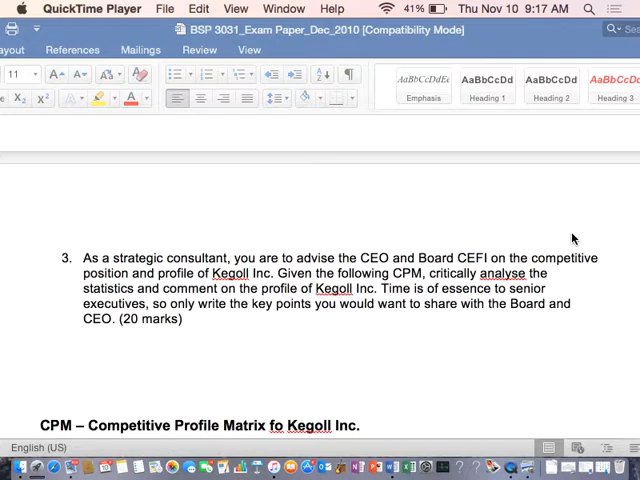 QuickTime Player File Edit View Window Help 41% Thu Nov 10 9:17 AM
BSP 3031_Exam Paper_Dec_2010 [Compatibility Mode] Sea
ayout References Mailings Review View
11 A A Aa A ¶ AaBbCcDdEe AaBbCcDd AaBbCcDd AaBbCcDd
X₂ X² A A Emphasis Heading 1 Heading 2 Heading 3
3. As a strategic consultant, you are to advise the CEO and Board CEFI on the competitive
position and profile of Kegoll Inc. Given the following CPM, critically analyse the
statistics and comment on the profile of Kegoll Inc. Time is of essence to senior
executives, so only write the key points you would want to share with the Board and
CEO. (20 marks)
CPM – Competitive Profile Matrix fo Kegoll Inc.
English (US)